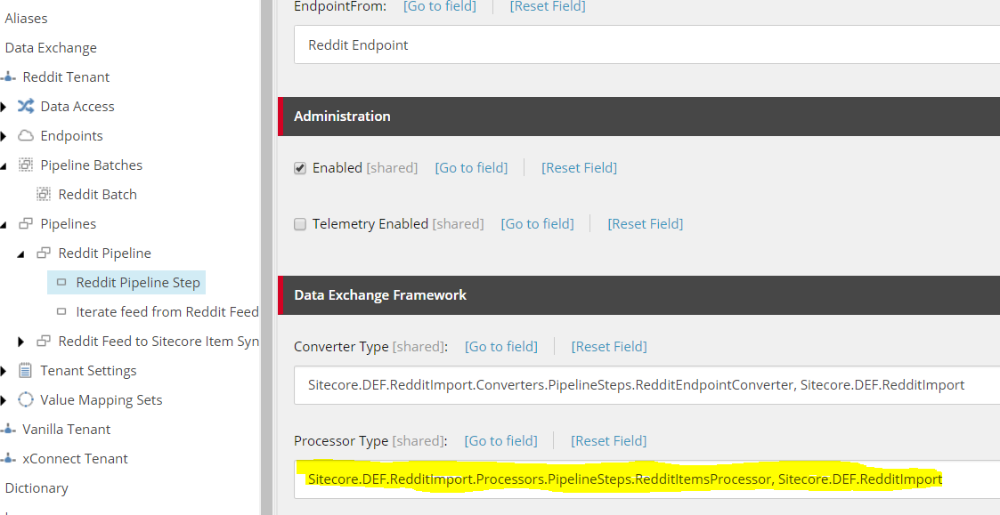 Aliases
Data Exchange
Reddit Tenant
Data Access
Endpoints
Pipeline Batches
Reddit Batch
Pipelines
Reddit Pipeline
Reddit Pipeline Step
Iterate feed from Reddit Feed
Reddit Feed to Sitecore Item Syn
Tenant Settings
Value Mapping Sets
Vanilla Tenant
xConnect Tenant
Dictionary
EndpointFrom: [Go to field] [Reset Field]
Reddit Endpoint
Administration
Enabled [shared] [Go to field] [Reset Field]
Telemetry Enabled [shared] [Go to field] [Reset Field]
Data Exchange Framework
Converter Type [shared]: [Go to field] [Reset Field]
Sitecore.DEF.RedditImport.Converters.PipelineSteps.RedditEndpointConverter, Sitecore.DEF.RedditImport
Processor Type [shared]: [Go to field] [Reset Field]
Sitecore.DEF.RedditImport.Processors.PipelineSteps.RedditItemsProcessor, Sitecore.DEF.RedditImport